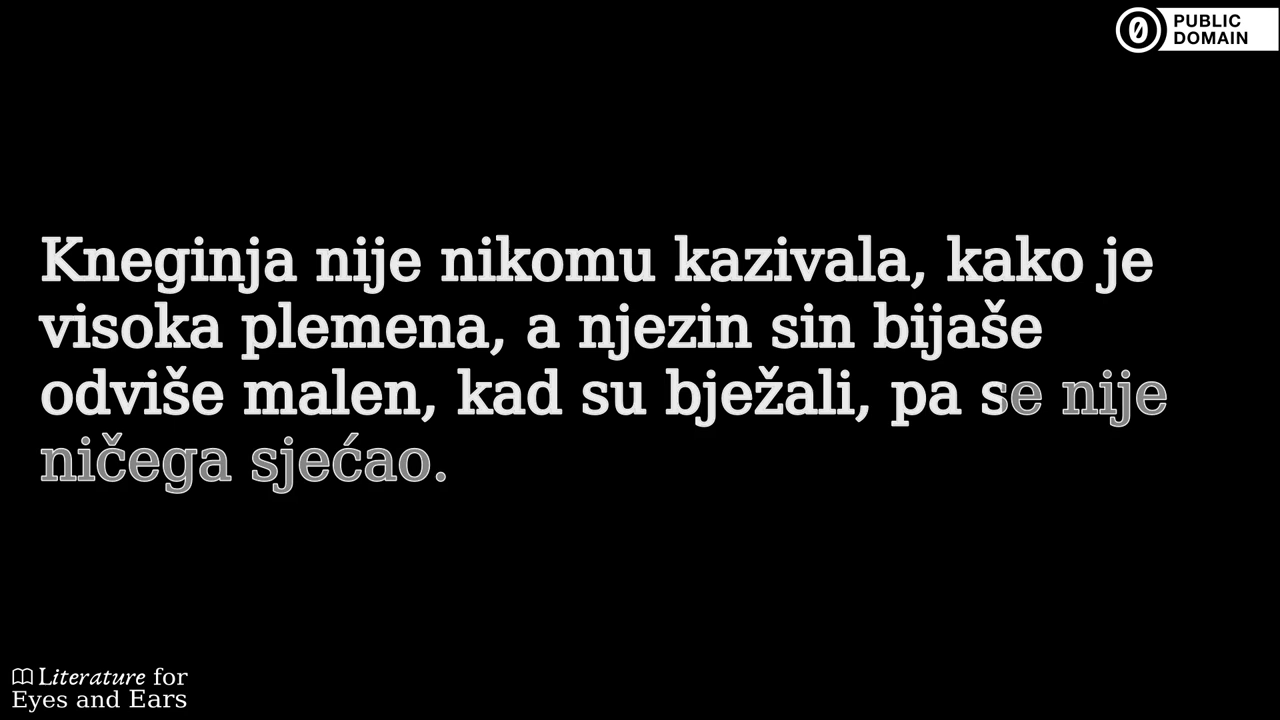 PUBLIC
DOMAIN
Kneginja nije nikomu kazivala, kako je
visoka plemena, a njezin sin bijaše
odviše malen, kad su bježali, pa se nije
ničega sjećao.
Literature for
Eyes and Ears